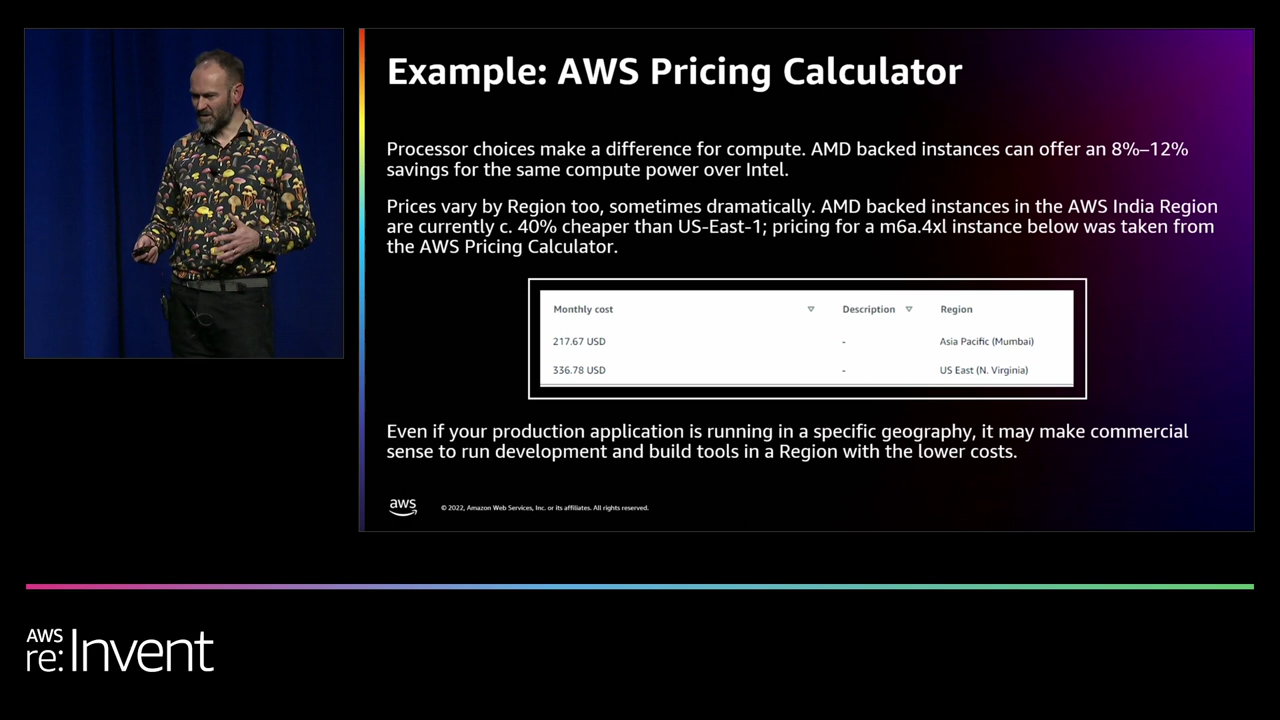 Example: AWS Pricing Calculator
Processor choices make a difference for compute. AMD backed instances can offer an 8%–12%
savings for the same compute power over Intel.
Prices vary by Region too, sometimes dramatically. AMD backed instances in the AWS India Region
are currently c. 40% cheaper than US-East-1; pricing for a m6a.4xl instance below was taken from
the AWS Pricing Calculator.
Monthly cost Description Region
217.67 USD - Asia Pacific (Mumbai)
336.78 USD - US East (N. Virginia)
Even if your production application is running in a specific geography, it may make commercial
sense to run development and build tools in a Region with the lower costs.
aws © 2022, Amazon Web Services, Inc. or its affiliates. All rights reserved.
AWS
re:Invent